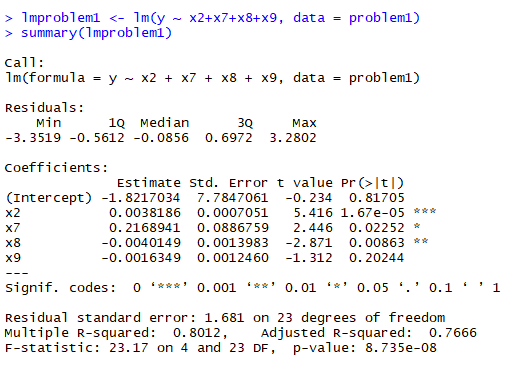 > lmproblem1 <- lm(y ~ x2+x7+x8+x9, data = problem1)
> summary(lmproblem1)
Call:
lm(formula = y ~ x2 + x7 + x8 + x9, data = problem1)
Residuals:
Min 1Q Median 3Q Max
-3.3519 -0.5612 -0.0856 0.6972 3.2802
Coefficients:
Estimate Std. Error t value Pr(>|t|)
(Intercept) -1.8217034 7.7847061 -0.234 0.81705
x2 0.0038186 0.0007051 5.416 1.67e-05 ***
x7 0.2168941 0.0886759 2.446 0.02252 *
x8 -0.0040149 0.0013983 -2.871 0.00863 **
x9 -0.0016349 0.0012460 -1.312 0.20244
---
Signif. codes: 0 ‘***’ 0.001 ‘**’ 0.01 ‘*’ 0.05 ‘.’ 0.1 ‘ ’ 1
Residual standard error: 1.681 on 23 degrees of freedom
Multiple R-squared: 0.8012, Adjusted R-squared: 0.7666
F-statistic: 23.17 on 4 and 23 DF, p-value: 8.735e-08